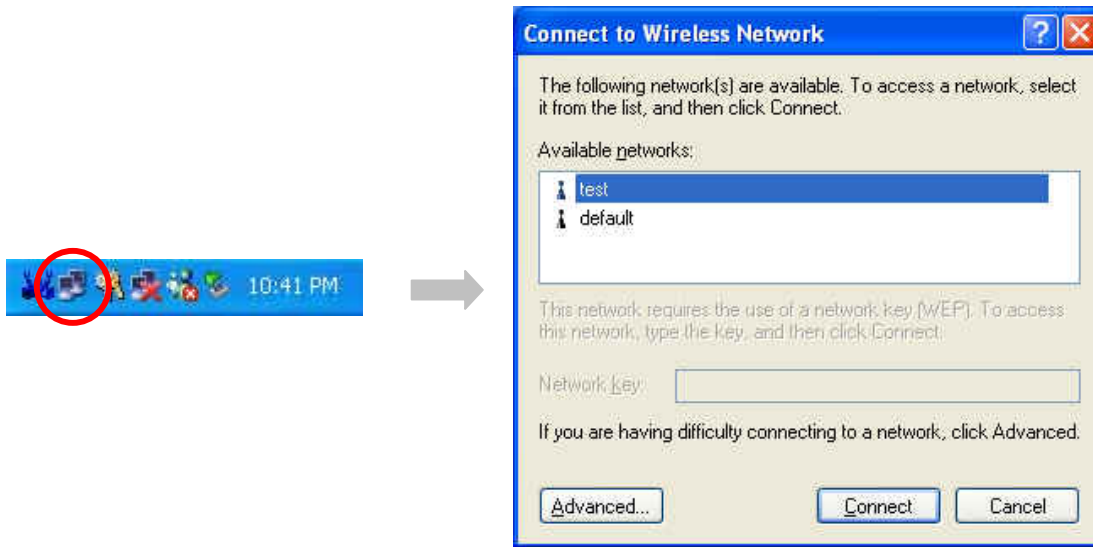 10:41 PM
Connect to Wireless Network
The following network(s) are available. To access a network, select
it from the list, and then click Connect.
Available networks:
test
default
This network requires the use of a network key (WEP). To access
this network, type the key, and then click Connect.
Network key:
If you are having difficulty connecting to a network, click Advanced.
Advanced...
Connect
Cancel